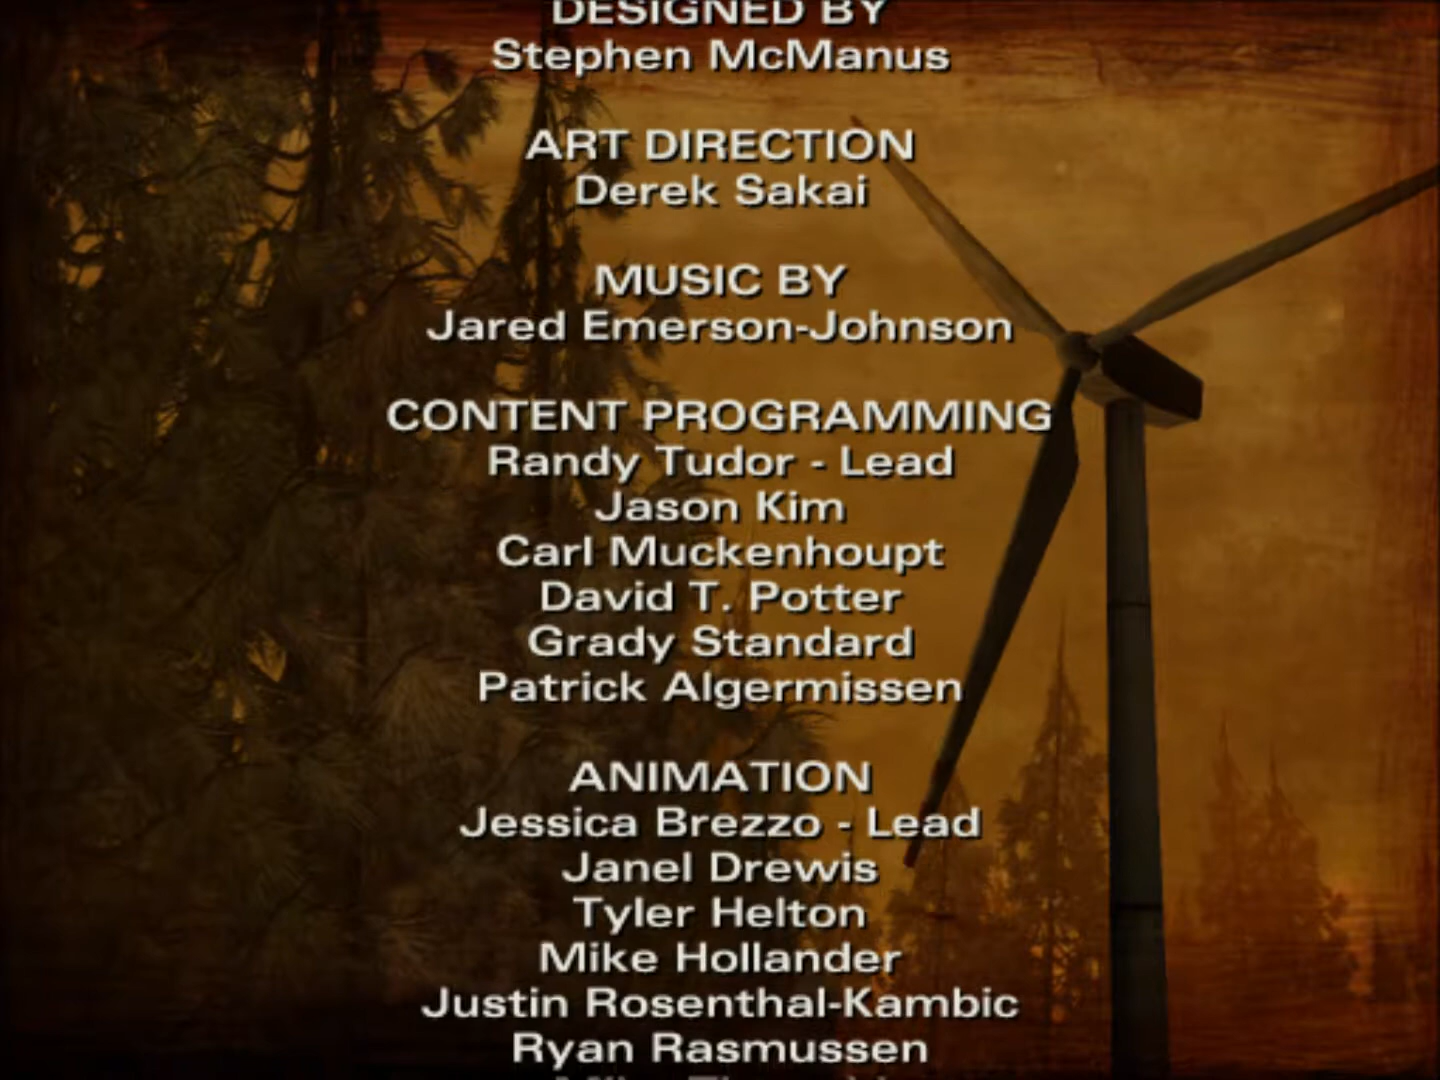 DESIGNED BY
Stephen McManus
ART DIRECTION
Derek Sakai
MUSIC BY
Jared Emerson-Johnson
CONTENT PROGRAMMING
Randy Tudor - Lead
Jason Kim
Carl Muckenhoupt
David T. Potter
Grady Standard
Patrick Algermissen
ANIMATION
Jessica Brezzo - Lead
Janel Drewis
Tyler Helton
Mike Hollander
Justin Rosenthal-Kambic
Ryan Rasmussen